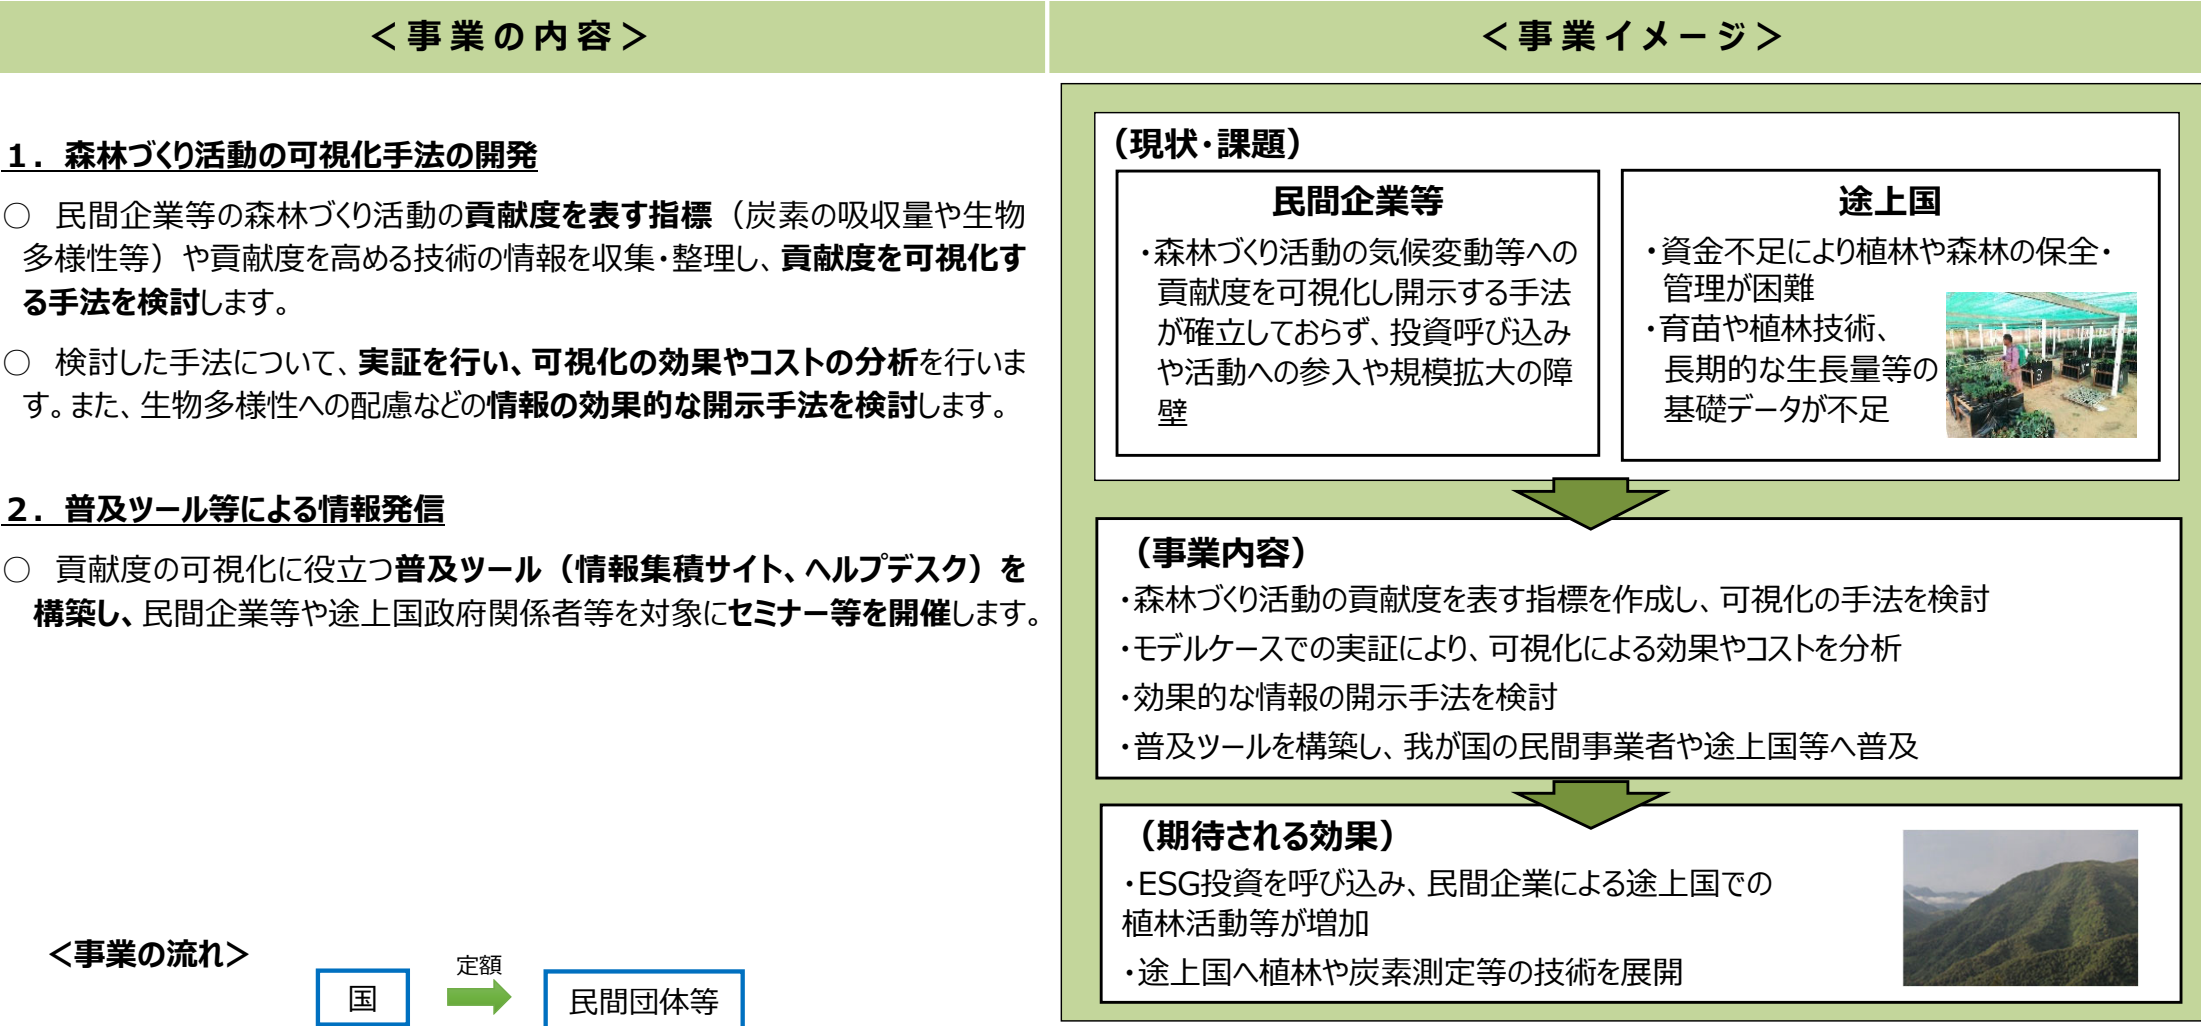 ＜事業の内容＞
１．森林づくり活動の可視化手法の開発
○　民間企業等の森林づくり活動の貢献度を表す指標（炭素の吸収量や生物
多様性等）や貢献度を高める技術の情報を収集・整理し、貢献度を可視化す
る手法を検討します。
○　検討した手法について、実証を行い、可視化の効果やコストの分析を行いま
す。また、生物多様性への配慮などの情報の効果的な開示手法を検討します。
２．普及ツール等による情報発信
○　貢献度の可視化に役立つ普及ツール（情報集積サイト、ヘルプデスク）を
構築し、民間企業等や途上国政府関係者等を対象にセミナー等を開催します。
＜事業の流れ＞
国
定額
民間団体等
＜事業イメージ＞
（現状・課題）
民間企業等
・森林づくり活動の気候変動等への
貢献度を可視化し開示する手法
が確立しておらず、投資呼び込み
や活動への参入や規模拡大の障
壁
途上国
・資金不足により植林や森林の保全・
管理が困難
・育苗や植林技術、
長期的な生長量等の
基礎データが不足
（事業内容）
・森林づくり活動の貢献度を表す指標を作成し、可視化の手法を検討
・モデルケースでの実証により、可視化による効果やコストを分析
・効果的な情報の開示手法を検討
・普及ツールを構築し、我が国の民間事業者や途上国等へ普及
（期待される効果）
・ESG投資を呼び込み、民間企業による途上国での
植林活動等が増加
・途上国へ植林や炭素測定等の技術を展開